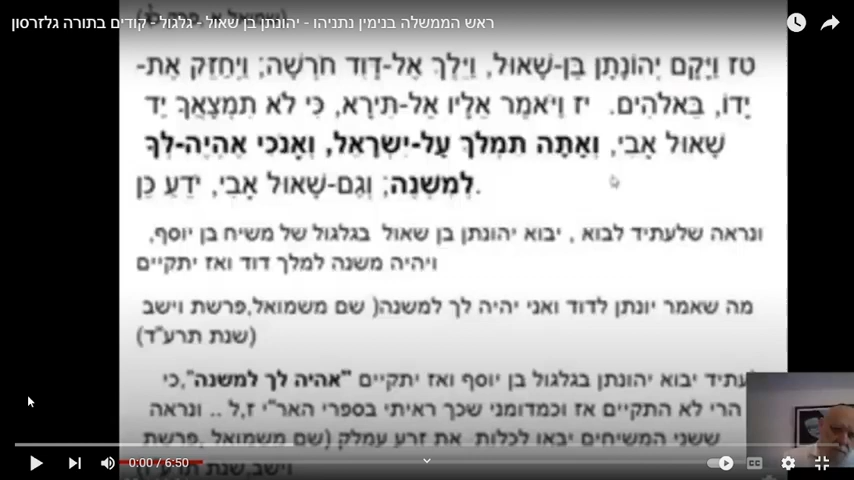 ראש הממשלה בנימין נתניהו - יהונתן בן שאול - גלגול - קודים בתורה גלזרסון
טז וַיָּקָם יְהוֹנָתָן בֶּן-שָׁאוּל, וַיֵּלֶךְ אֶל-דָּוִד חֹרְשָׁה; וַיְחַזֵּק אֶת-
יָדוֹ, בֵּאלֹהִים. יז וַיֹּאמֶר אֵלָיו אַל-תִּירָא, כִּי לֹא תִמְצָאֲךָ יַד
שָׁאוּל אָבִי, וְאַתָּה תִּמְלֹךְ עַל-יִשְׂרָאֵל, וְאָנֹכִי אֶהְיֶה-לְּךָ
לְמִשְׁנֶה; וְגַם-שָׁאוּל אָבִי, יֹדֵעַ כֵּן.
ונראה שלעתיד לבוא , יבוא יהונתן בן שאול בגלגול של משיח בן יוסף,
ויהיה משנה למלך דוד ואז יתקיים
מה שאמר יונתן לדוד ואני יהיה לך למשנה( שם משמואל,פרשת וישב
(שנת תרע"ד
עתיד יבוא יהונתן בגלגול בן יוסף ואז יתקיים "אהיה לך למשנה",כי
הרי לא התקיים אז וכמדומני שכך ראיתי בספרי האר"י ז,ל .. ונראה
ששני המשיחים יבאו לכלות את זרע עמלק (שם משמואל ,פרשת
וישב,שנת
0:00 / 6:50
CC